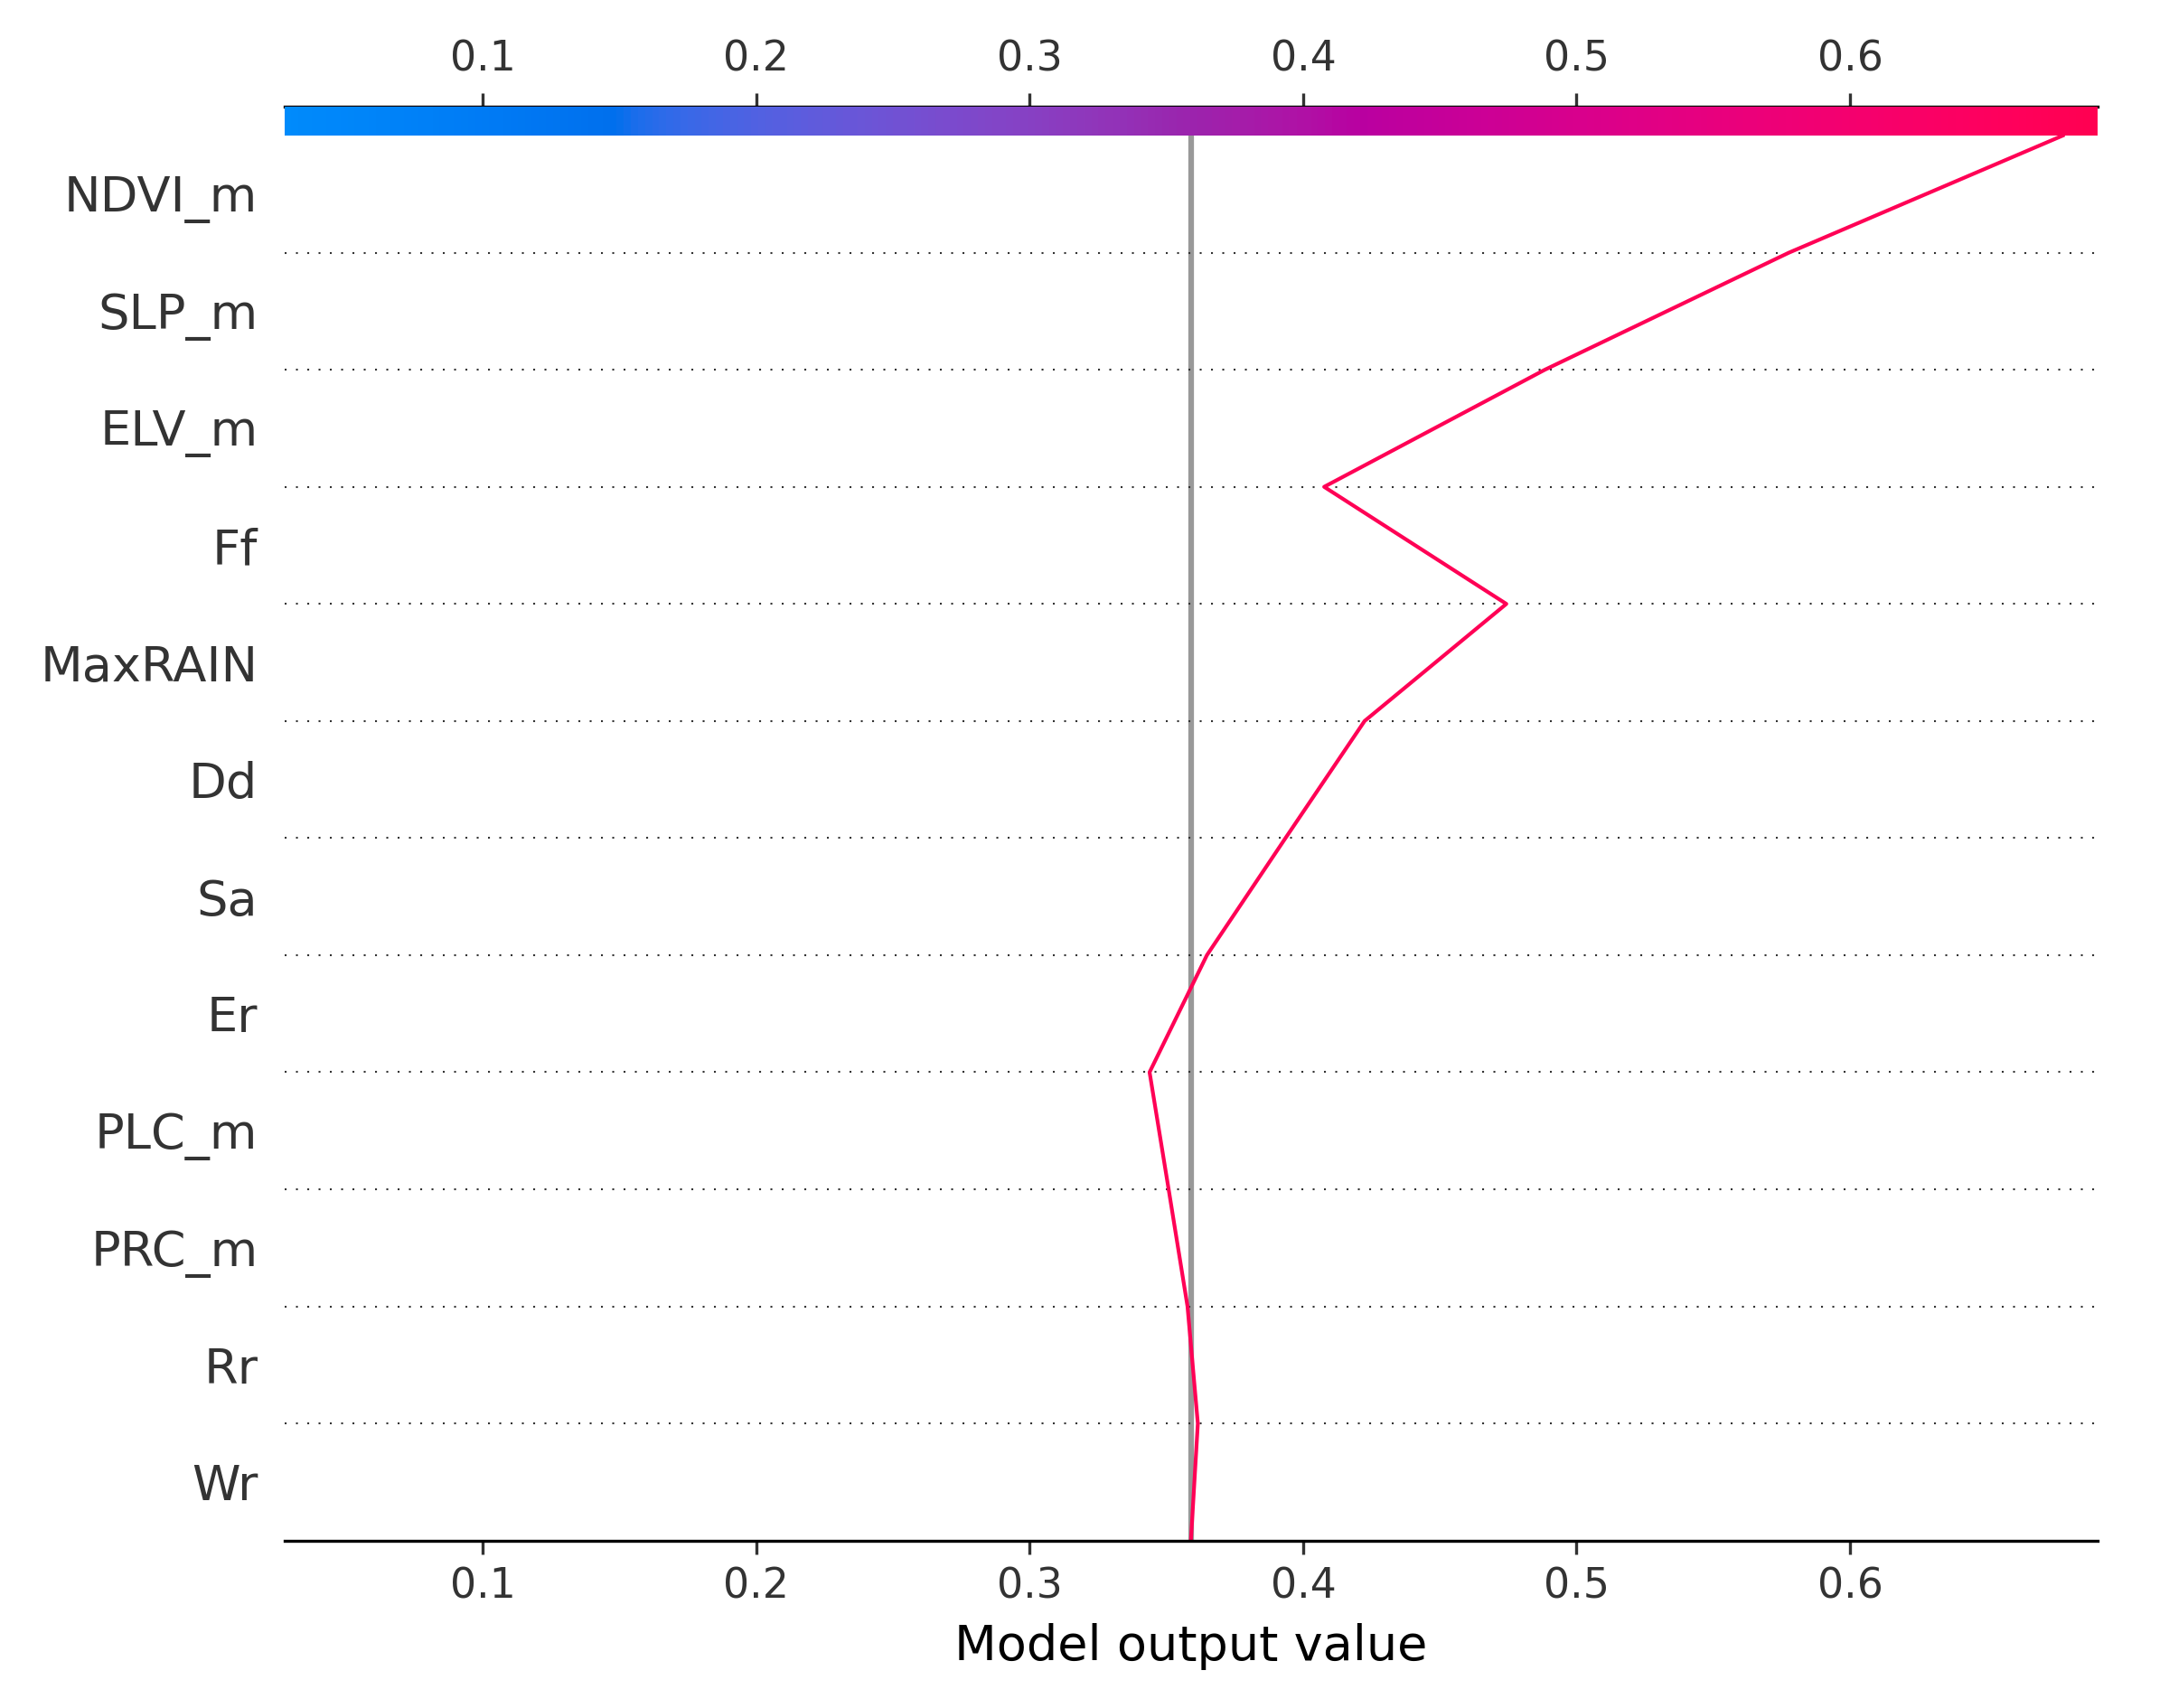 0.1 0.2 0.3 0.4 0.5 0.6
NDVI_m
SLP_m
ELV_m
Ff
MaxRAIN
Dd
Sa
Er
PLC_m
PRC_m
Rr
Wr
0.1 0.2 0.3 0.4 0.5 0.6
Model output value